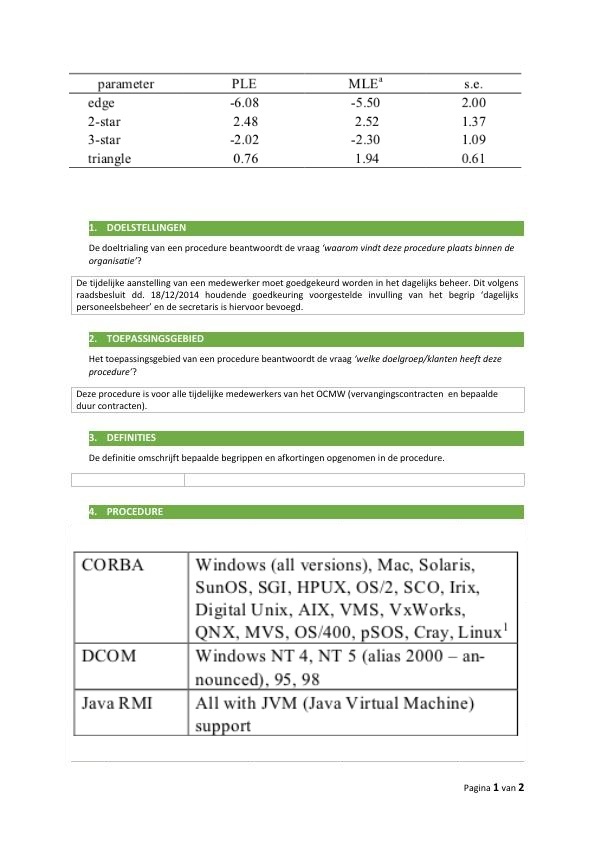 parameter PLE MLEᵃ s.e.
edge -6.08 -5.50 2.00
2-star 2.48 2.52 1.37
3-star -2.02 -2.30 1.09
triangle 0.76 1.94 0.61
1. DOELSTELLINGEN
De doeltrialing van een procedure beantwoordt de vraag ‘waarom vindt deze procedure plaats binnen de
organisatie’?
De tijdelijke aanstelling van een medewerker moet goedgekeurd worden in het dagelijks beheer. Dit volgens
raadsbesluit dd. 18/12/2014 houdende goedkeuring voorgestelde invulling van het begrip ‘dagelijks
personeelsbeheer’ en de secretaris is hiervoor bevoegd.
2. TOEPASSINGSGEBIED
Het toepassingsgebied van een procedure beantwoordt de vraag ‘welke doelgroep/klanten heeft deze
procedure’?
Deze procedure is voor alle tijdelijke medewerkers van het OCMW (vervangingscontracten en bepaalde
duur contracten).
3. DEFINITIES
De definitie omschrijft bepaalde begrippen en afkortingen opgenomen in de procedure.
4. PROCEDURE
CORBA Windows (all versions), Mac, Solaris,
SunOS, SGI, HPUX, OS/2, SCO, Irix,
Digital Unix, AIX, VMS, VxWorks,
QNX, MVS, OS/400, pSOS, Cray, Linux¹
DCOM Windows NT 4, NT 5 (alias 2000 – an-
nounced), 95, 98
Java RMI All with JVM (Java Virtual Machine)
support
Pagina 1 van 2